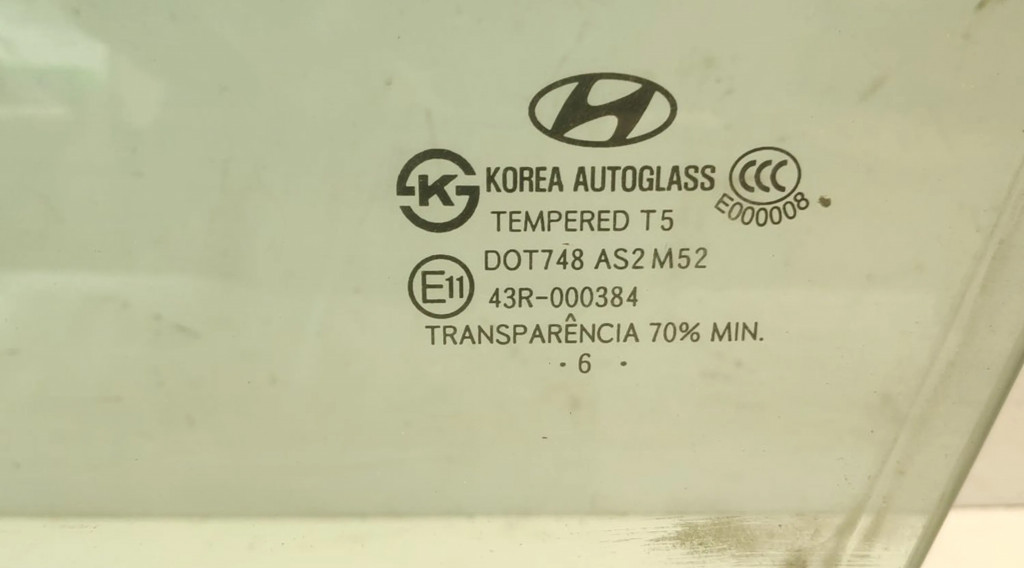 K KOREA AUTOGLASS CCC
E000008
TEMPERED T5
DOT748 AS2 M52
E11 43R-000384
TRANSPARÊNCIA 70% MIN.
· 6 ·